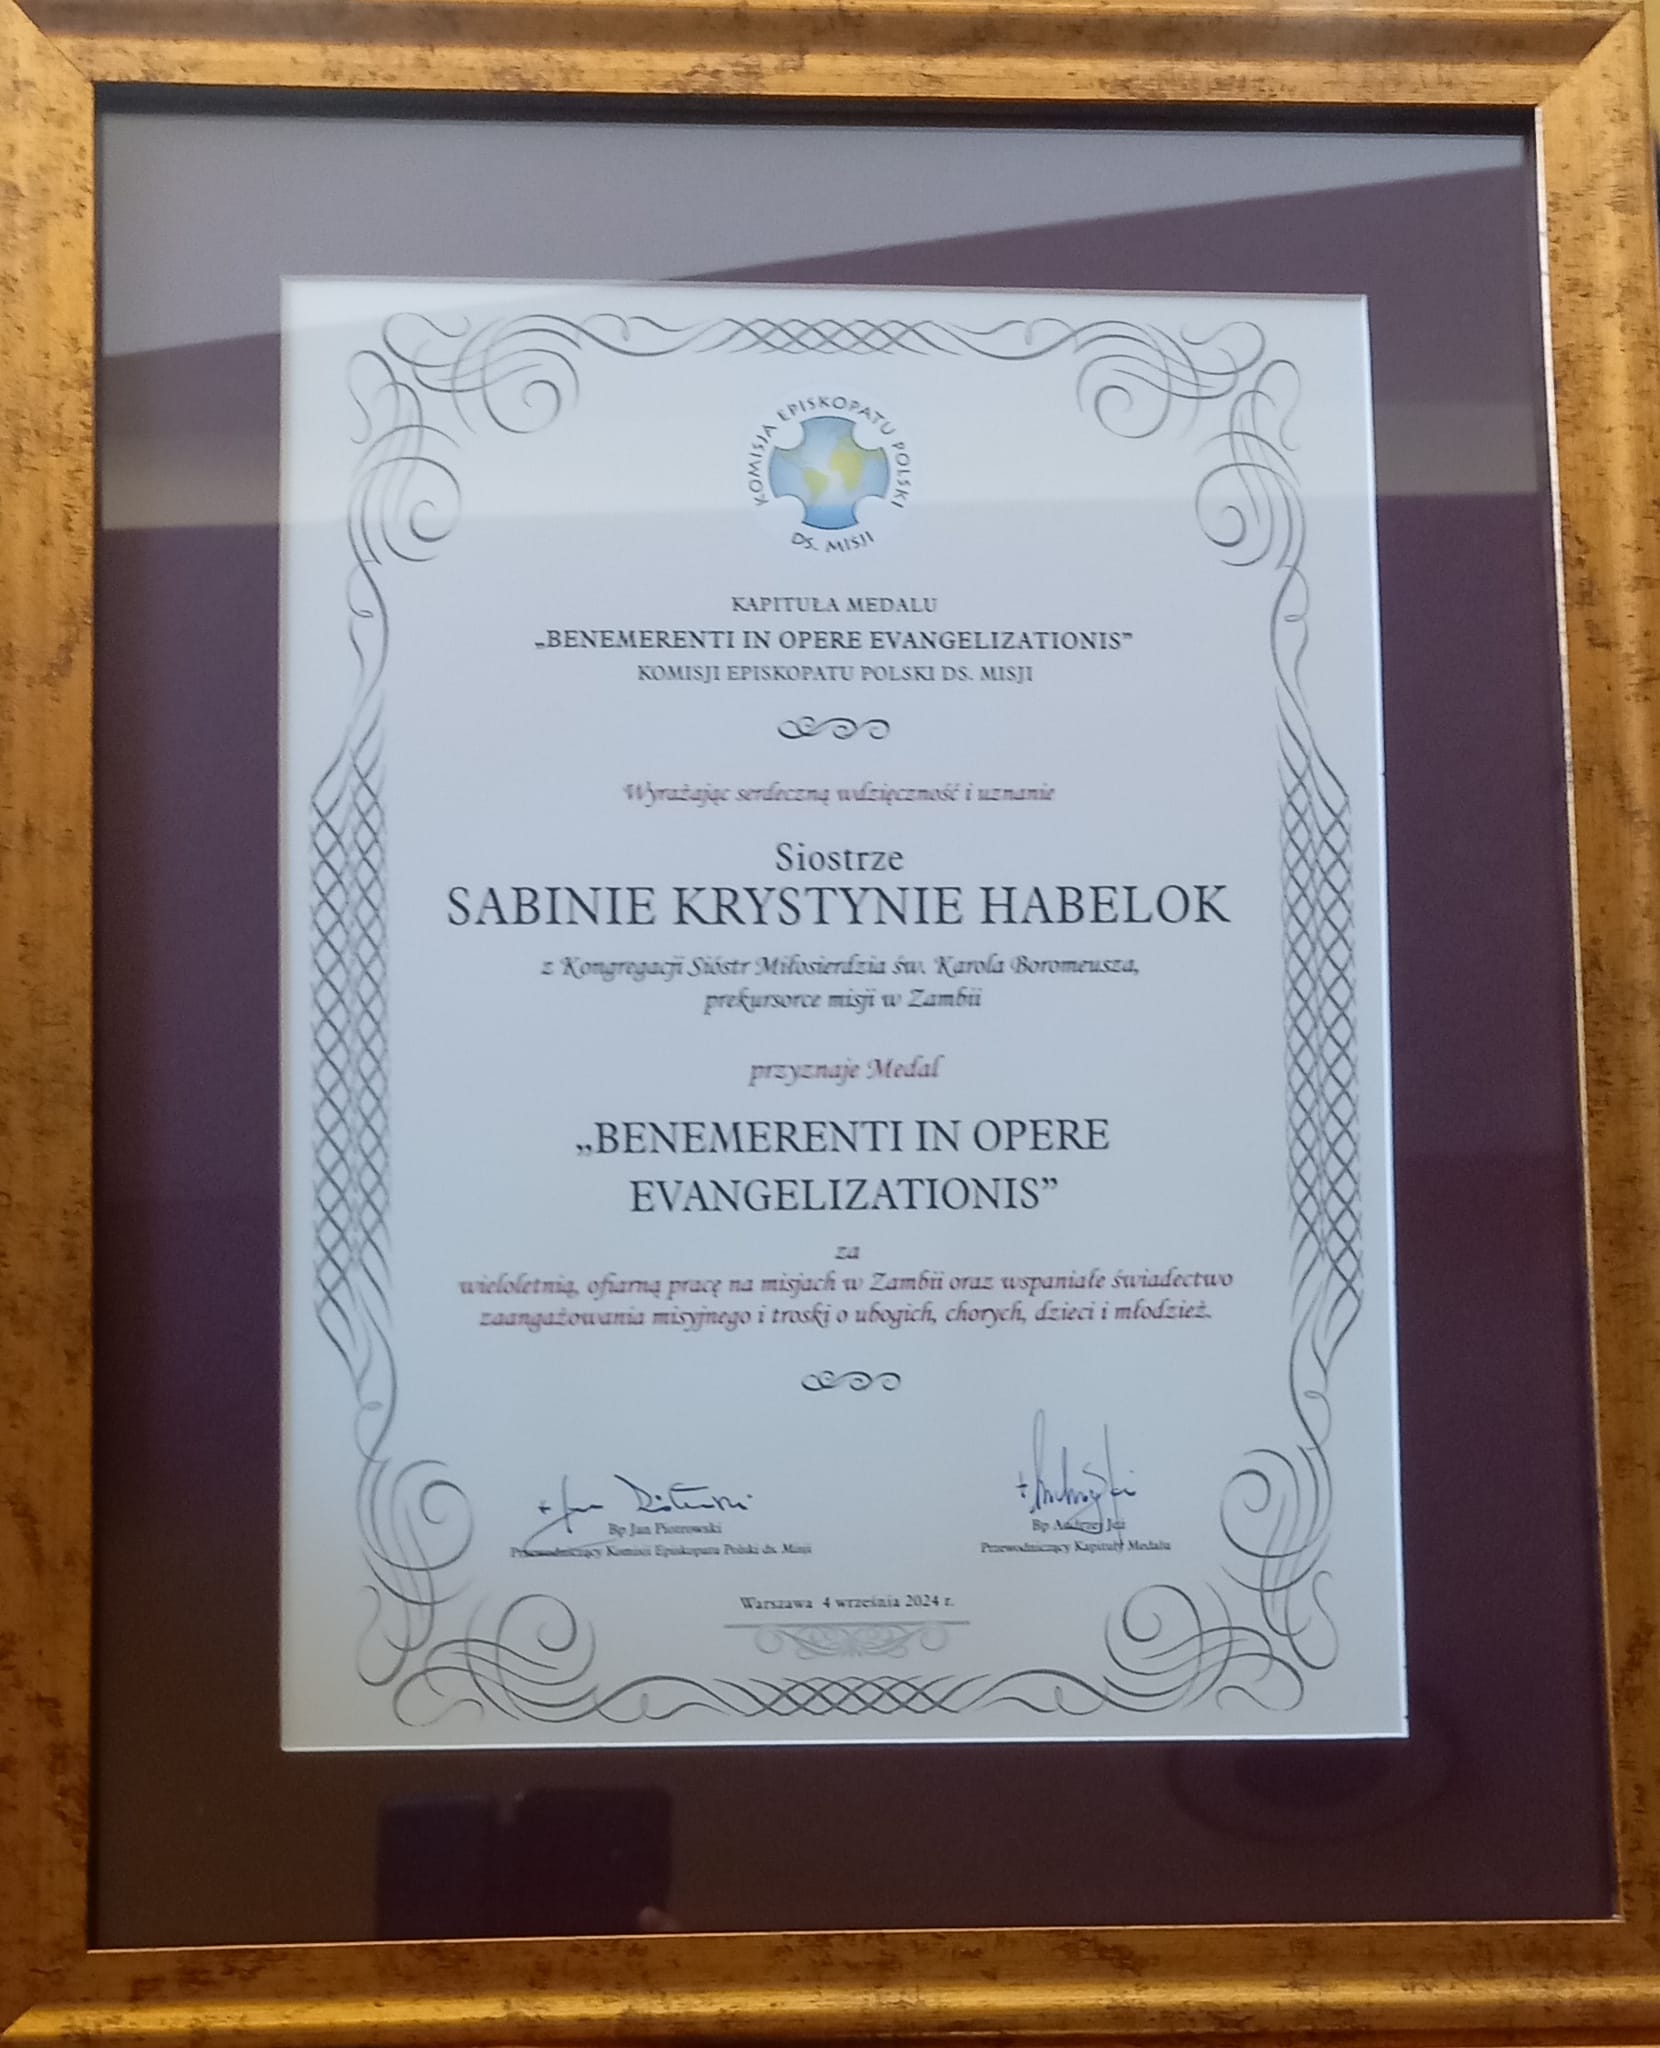 KOMISJA EPISKOPATU POLSKI
DS. MISJI
KAPITUŁA MEDALU
„BENEMERENTI IN OPERE EVANGELIZATIONIS”
KOMISJI EPISKOPATU POLSKI DS. MISJI
Wyrażając serdeczną wdzięczność i uznanie
Siostrze
SABINIE KRYSTYNIE HABELOK
z Kongregacji Sióstr Miłosierdzia św. Karola Boromeusza,
prekursorce misji w Zambii
przyznaje Medal
„BENEMERENTI IN OPERE
EVANGELIZATIONIS”
za
wieloletnią, ofiarną pracę na misjach w Zambii oraz wspaniałe świadectwo
zaangażowania misyjnego i troski o ubogich, chorych, dzieci i młodzież.
Bp Jan Piotrowski
Przewodniczący Komisji Episkopatu Polski ds. Misji
Bp Andrzej Jeż
Przewodniczący Kapituły Medalu
Warszawa 4 września 2024 r.